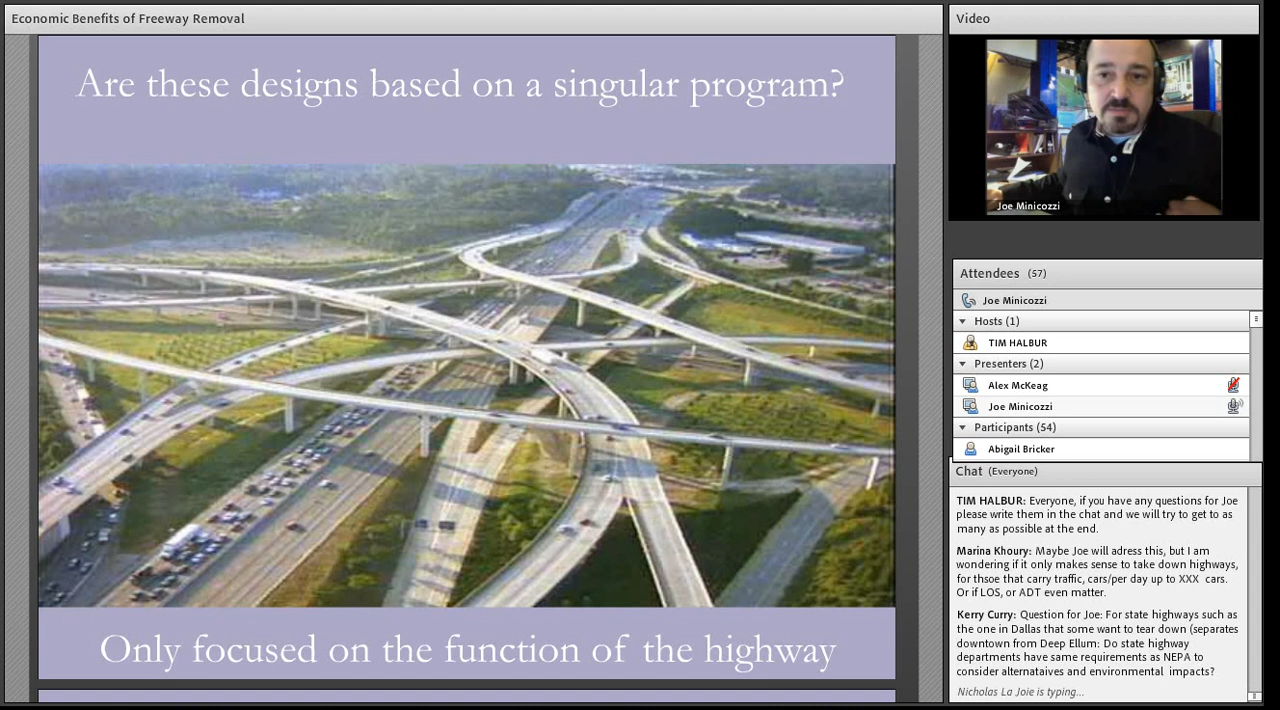 Economic Benefits of Freeway Removal
Are these designs based on a singular program?
Only focused on the function of the highway
Video
Joe Minicozzi
Attendees (57)
Joe Minicozzi
Hosts (1)
TIM HALBUR
Presenters (2)
Alex McKeag
Joe Minicozzi
Participants (54)
Abigail Bricker
Chat (Everyone)
TIM HALBUR: Everyone, if you have any questions for Joe
please write them in the chat and we will try to get to as
many as possible at the end.
Marina Khoury: Maybe Joe will adress this, but I am
wondering if it only makes sense to take down highways,
for thsoe that carry traffic, cars/per day up to XXX cars.
Or if LOS, or ADT even matter.
Kerry Curry: Question for Joe: For state highways such as
the one in Dallas that some want to tear down (separates
downtown from Deep Ellum: Do state highway
departments have same requirements as NEPA to
consider alternataives and environmental impacts?
Nicholas La Joie is typing...